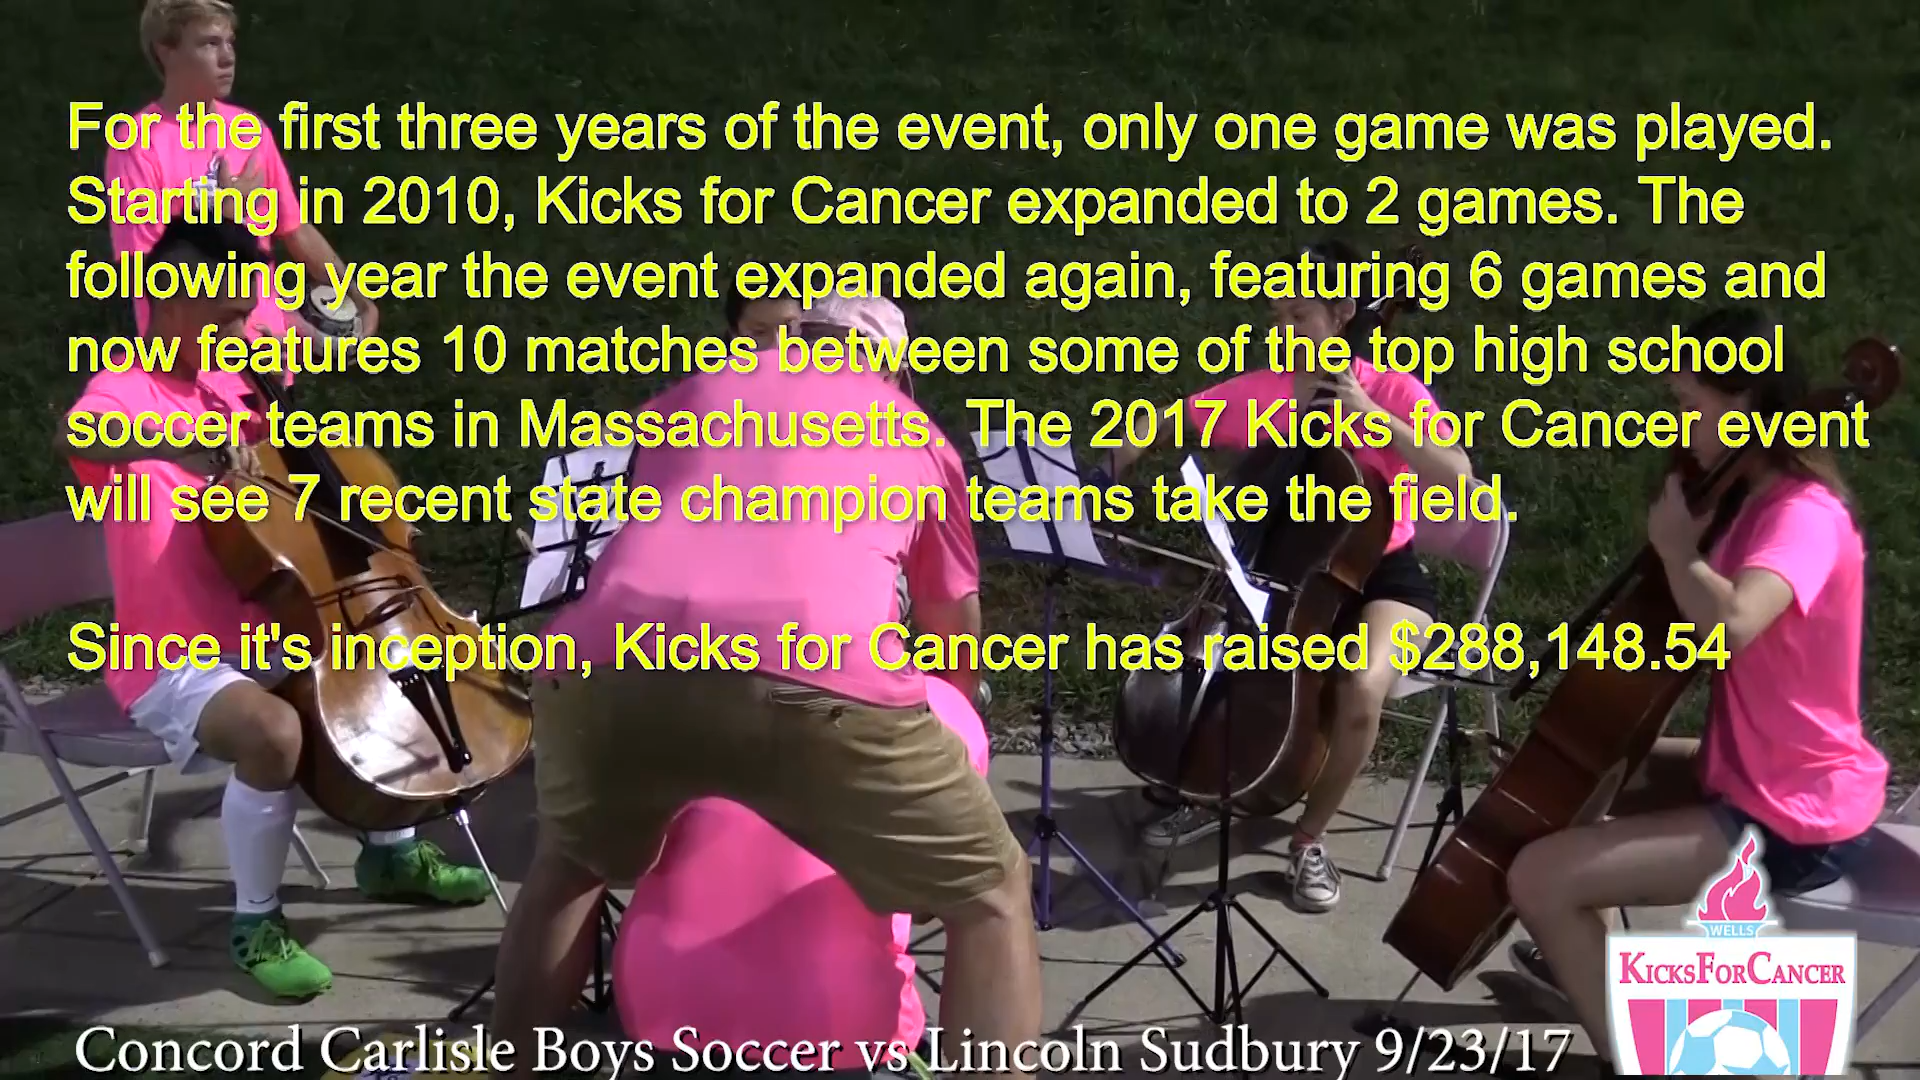 For the first three years of the event, only one game was played.
Starting in 2010, Kicks for Cancer expanded to 2 games. The
following year the event expanded again, featuring 6 games and
now features 10 matches between some of the top high school
soccer teams in Massachusetts. The 2017 Kicks for Cancer event
will see 7 recent state champion teams take the field.
Since it's inception, Kicks for Cancer has raised $288,148.54
WELLS
KICKSFORCANCER
Concord Carlisle Boys Soccer vs Lincoln Sudbury 9/23/17